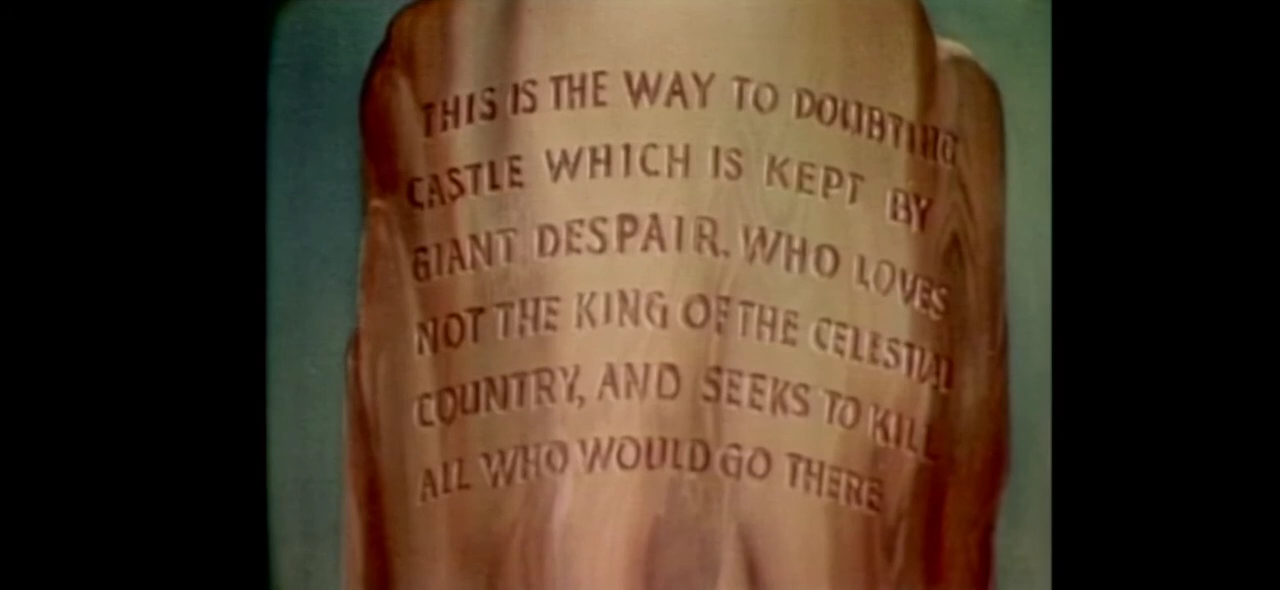 THIS IS THE WAY TO DOUBTING
CASTLE WHICH IS KEPT BY
GIANT DESPAIR. WHO LOVES
NOT THE KING OF THE CELESTIAL
COUNTRY, AND SEEKS TO KILL
ALL WHO WOULD GO THERE